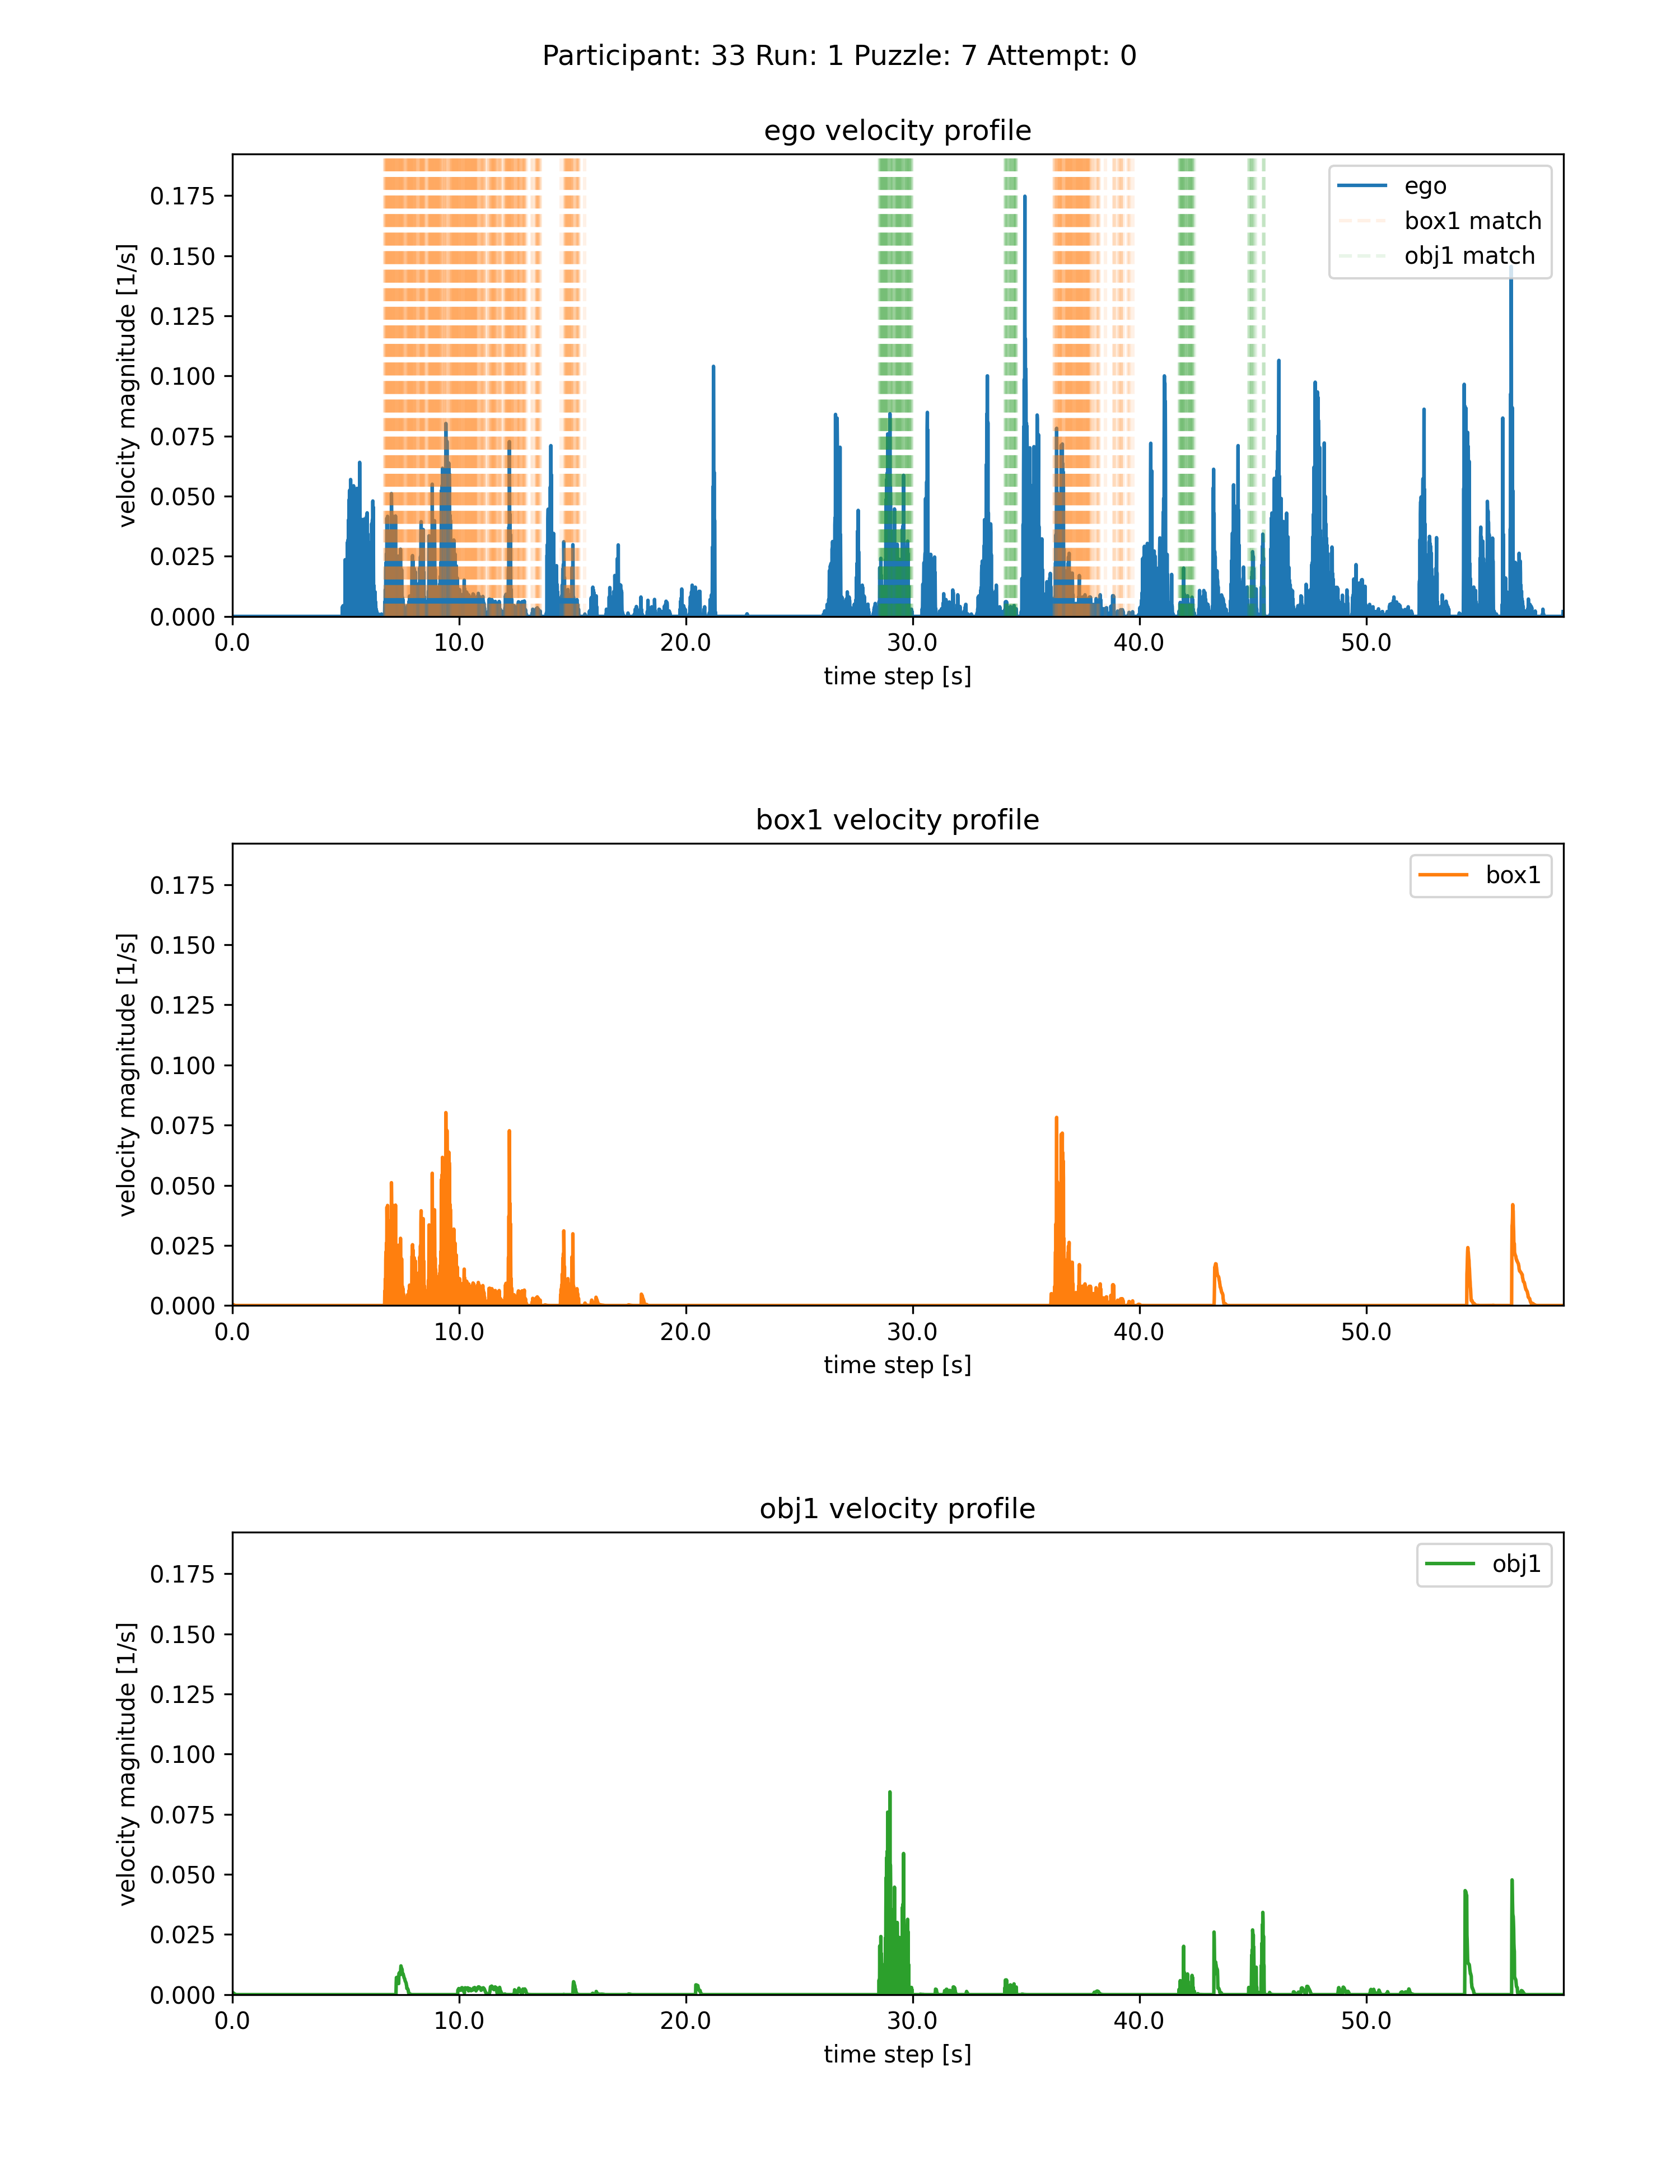 Participant: 33 Run: 1 Puzzle: 7 Attempt: 0
ego velocity profile
velocity magnitude [1/s]
0.175
0.150
0.125
0.100
0.075
0.050
0.025
0.000
ego
box1 match
obj1 match
0.0 10.0 20.0 30.0 40.0 50.0
time step [s]
box1 velocity profile
velocity magnitude [1/s]
0.175
0.150
0.125
0.100
0.075
0.050
0.025
0.000
box1
0.0 10.0 20.0 30.0 40.0 50.0
time step [s]
obj1 velocity profile
velocity magnitude [1/s]
0.175
0.150
0.125
0.100
0.075
0.050
0.025
0.000
obj1
0.0 10.0 20.0 30.0 40.0 50.0
time step [s]